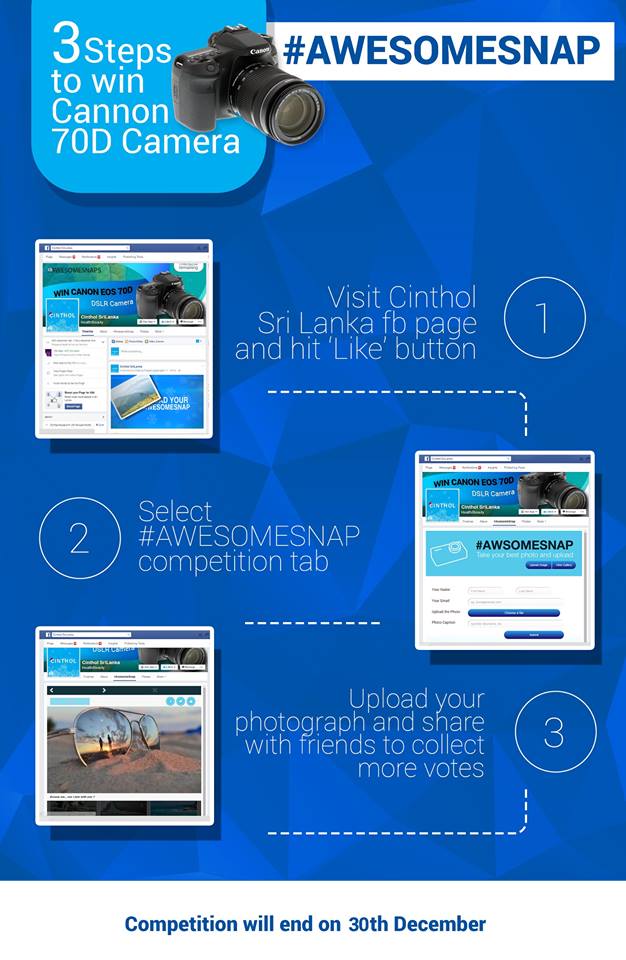 3 Steps
to win
Cannon
70D Camera
Canon
#AWESOMESNAP
#AWESOMESNAPS
WIN CANON EOS 70D
DSLR Camera
CINTHOL
Cinthol Sri Lanka
Health/Beauty
Visit Cinthol
Sri Lanka fb page
and hit ‘Like’ button
1
2
Select
#AWESOMESNAP
competition tab
WIN CANON EOS 70D
DSLR Camera
CINTHOL
Cinthol SriLanka
Health/Beauty
#AWSOMESNAP
Take your best photo and upload
Upload Image
View Gallery
Your Name
Your Email
Upload the Photo
Choose a file
Photo Caption
Submit
DSLR Camera
CINTHOL
Cinthol SriLanka
Health/Beauty
Upload your
photograph and share
with friends to collect
more votes
3
Competition will end on 30th December